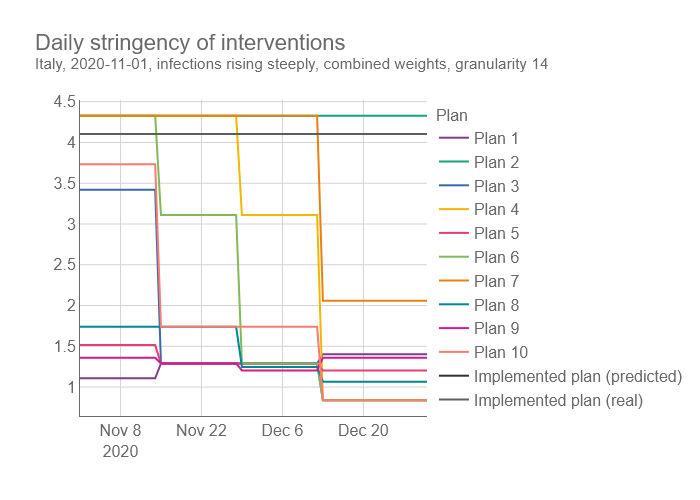 Daily stringency of interventions
Italy, 2020-11-01, infections rising steeply, combined weights, granularity 14
4.5
4
3.5
3
2.5
2
1.5
1
Nov 8
2020
Nov 22
Dec 6
Dec 20
Plan
Plan 1
Plan 2
Plan 3
Plan 4
Plan 5
Plan 6
Plan 7
Plan 8
Plan 9
Plan 10
Implemented plan (predicted)
Implemented plan (real)